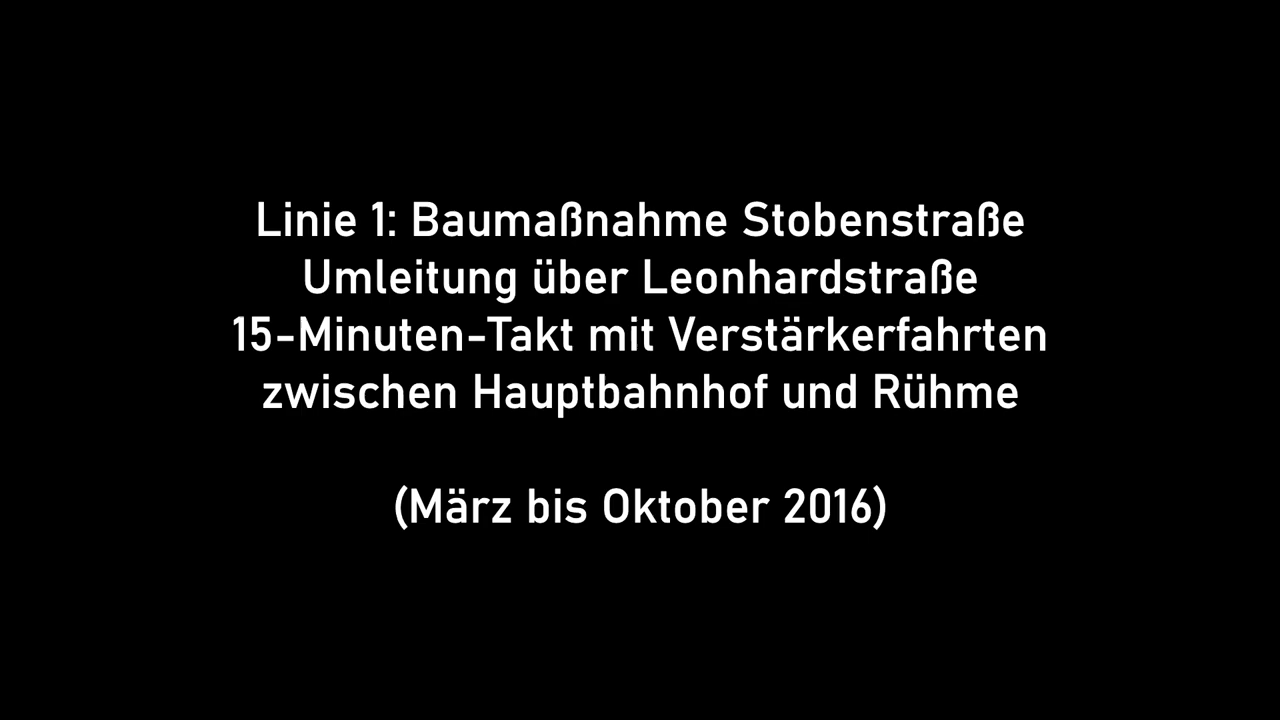 Linie 1: Baumaßnahme Stobenstraße
Umleitung über Leonhardstraße
15-Minuten-Takt mit Verstärkerfahrten
zwischen Hauptbahnhof und Rühme
(März bis Oktober 2016)